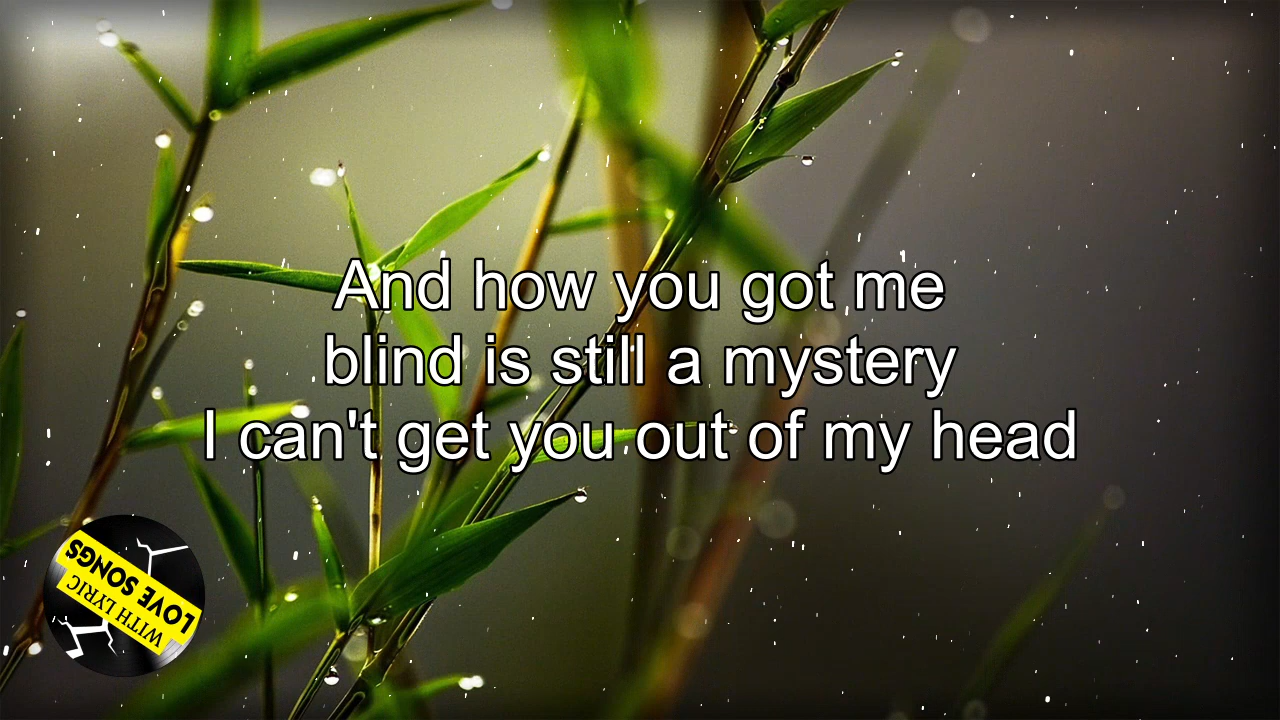 And how you got me
blind is still a mystery
I can't get you out of my head
LOVE SONGS
WITH LYRIC